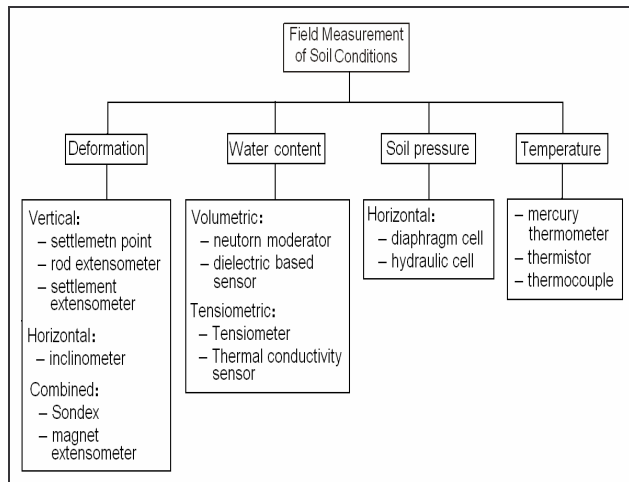 Field Measurement
of Soil Conditions
Deformation
Water content
Soil pressure
Temperature
Vertical:
– settlemetn point
– rod extensometer
– settlement
extensometer
Horizontal:
– inclinometer
Combined:
– Sondex
– magnet
extensometer
Volumetric:
– neutorn moderator
– dielectric based
sensor
Tensiometric:
– Tensiometer
– Thermal conductivity
sensor
Horizontal:
– diaphragm cell
– hydraulic cell
– mercury
thermometer
– thermistor
– thermocouple